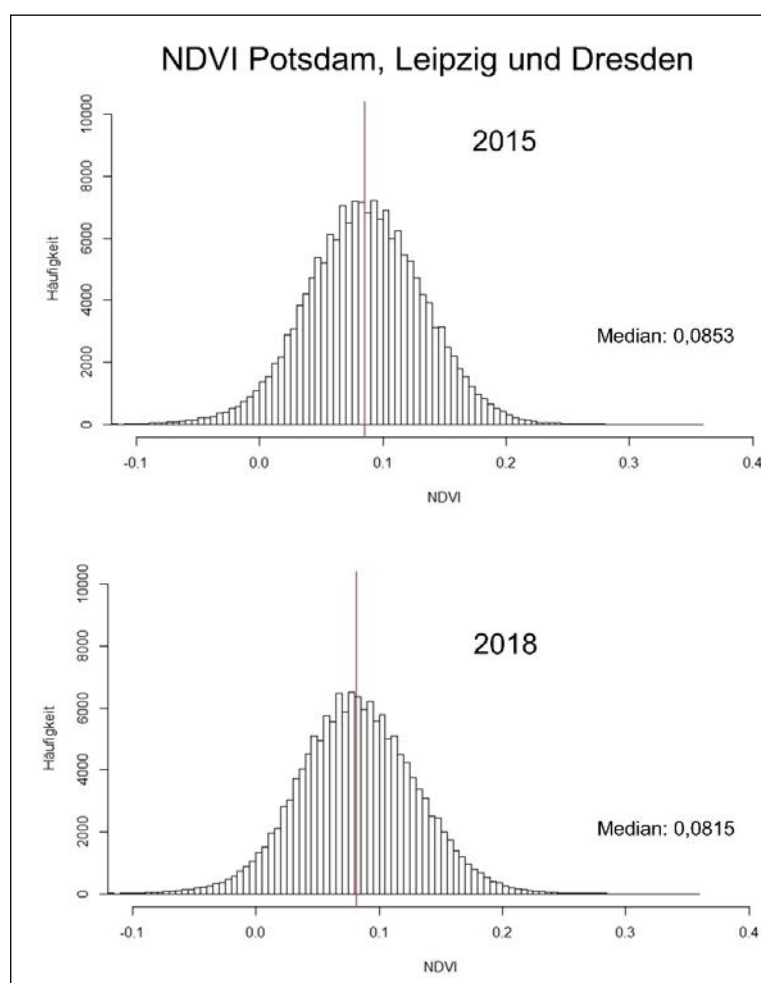 NDVI Potsdam, Leipzig und Dresden
2015
10000
8000
6000
4000
2000
0
Häufigkeit
Median: 0,0853
-0.1 0.0 0.1 0.2 0.3 0.4
NDVI
2018
10000
8000
6000
4000
2000
0
Häufigkeit
Median: 0,0815
-0.1 0.0 0.1 0.2 0.3 0.4
NDVI